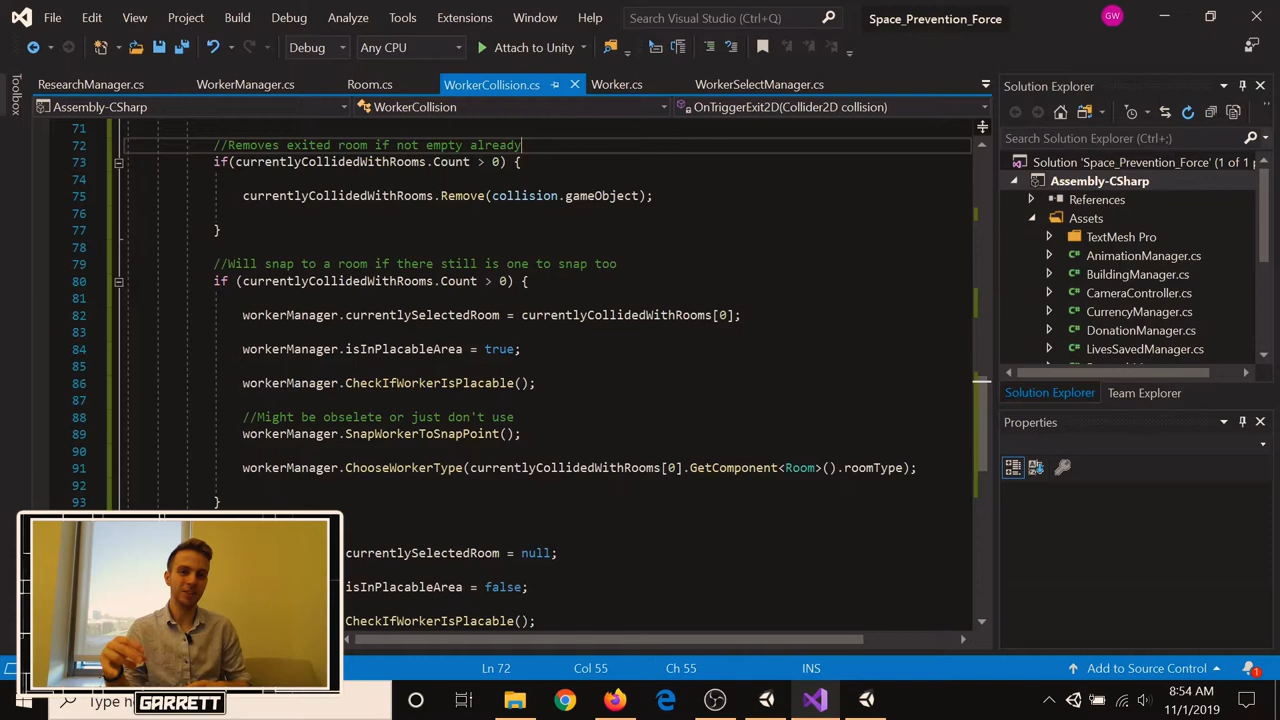 File Edit View Project Build Debug Analyze Tools Extensions Window Help Search Visual Studio (Ctrl+Q) Space_Prevention_Force GW
Debug Any CPU Attach to Unity
Toolbox
ResearchManager.cs WorkerManager.cs Room.cs WorkerCollision.cs Worker.cs WorkerSelectManager.cs
Assembly-CSharp WorkerCollision OnTriggerExit2D(Collider2D collision)
71
72 //Removes exited room if not empty already
73 if(currentlyCollidedWithRooms.Count > 0) {
74
75 currentlyCollidedWithRooms.Remove(collision.gameObject);
76
77 }
78
79 //Will snap to a room if there still is one to snap too
80 if (currentlyCollidedWithRooms.Count > 0) {
81
82 workerManager.currentlySelectedRoom = currentlyCollidedWithRooms[0];
83
84 workerManager.isInPlacableArea = true;
85
86 workerManager.CheckIfWorkerIsPlacable();
87
88 //Might be obselete or just don't use
89 workerManager.SnapWorkerToSnapPoint();
90
91 workerManager.ChooseWorkerType(currentlyCollidedWithRooms[0].GetComponent<Room>().roomType);
92
93 }
currentlySelectedRoom = null;
isInPlacableArea = false;
CheckIfWorkerIsPlacable();
Solution Explorer
Search Solution Explorer (Ctrl+;)
Solution 'Space_Prevention_Force' (1 of 1 p
Assembly-CSharp
References
Assets
TextMesh Pro
AnimationManager.cs
BuildingManager.cs
CameraController.cs
CurrencyManager.cs
DonationManager.cs
LivesSavedManager.cs
Solution Explorer Team Explorer
Properties
Ln 72 Col 55 Ch 55 INS Add to Source Control 1
Type he
GARRETT
8:54 AM
11/1/2019